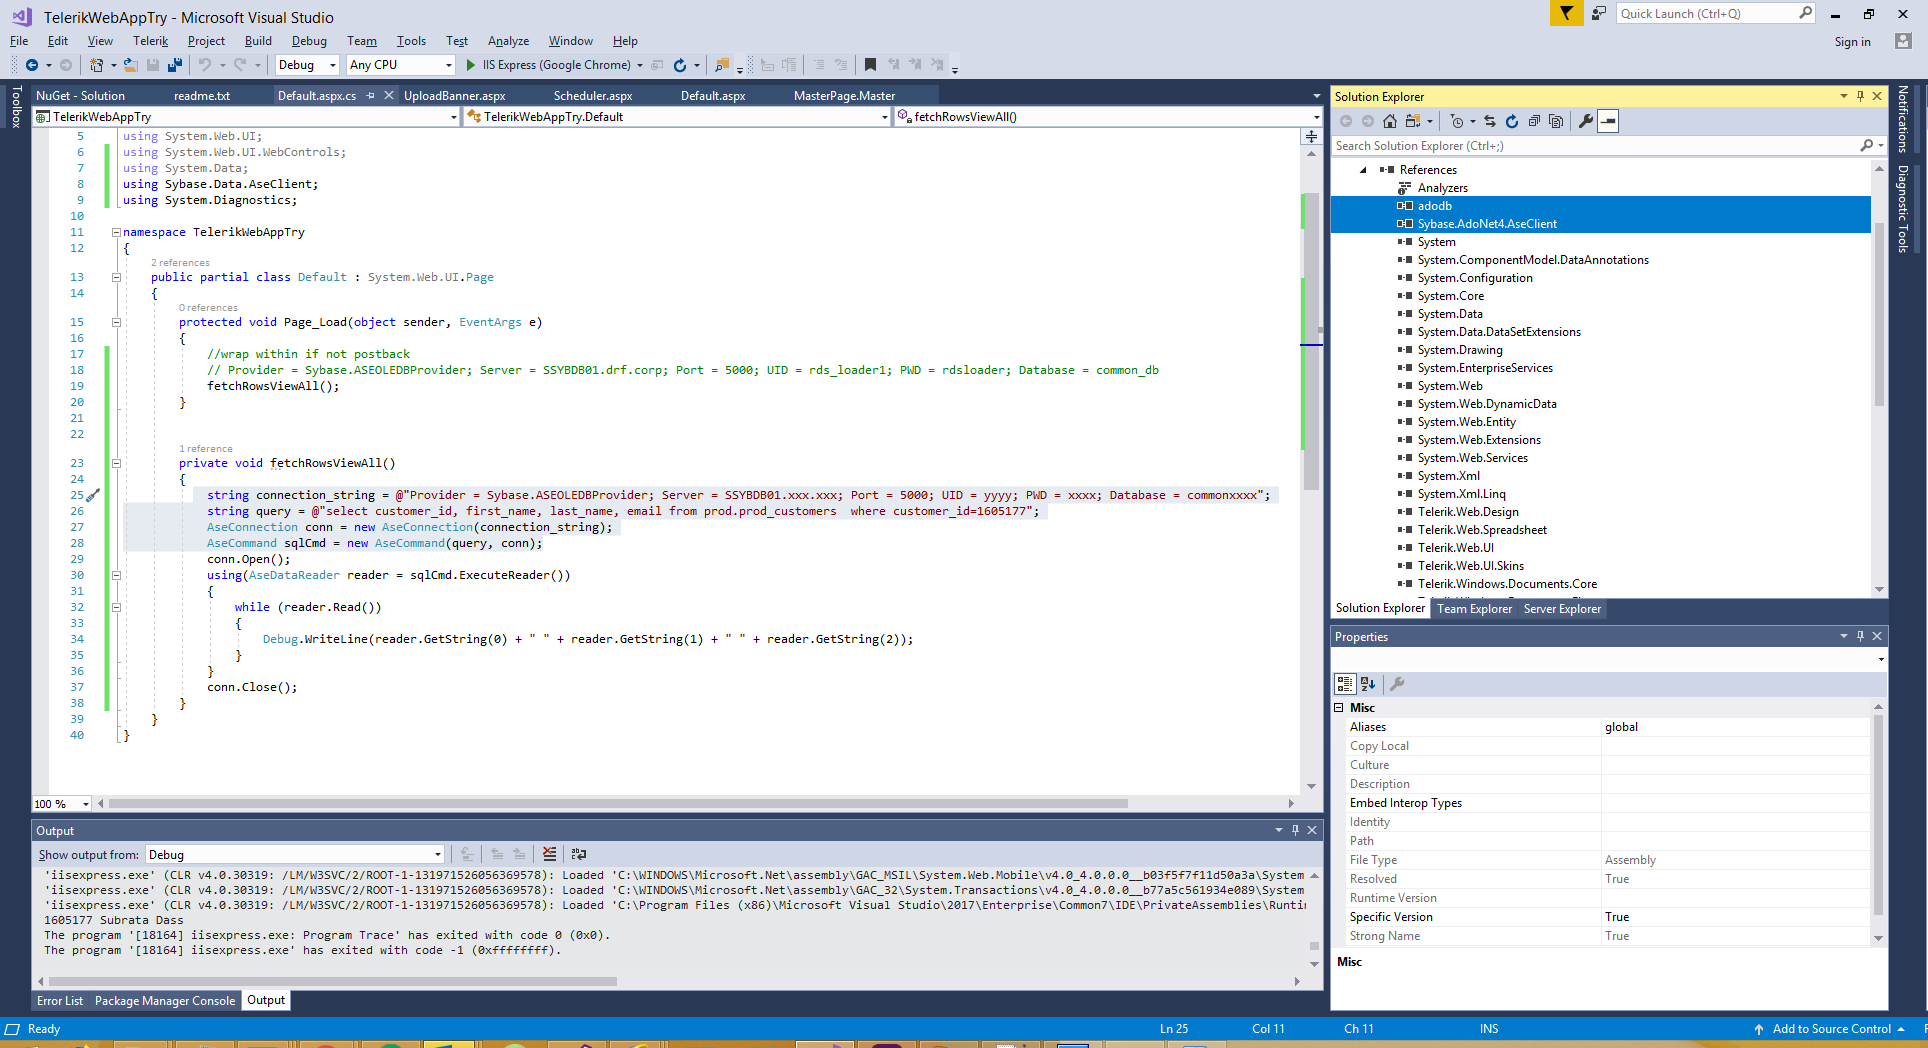 TelerikWebAppTry - Microsoft Visual Studio
Quick Launch (Ctrl+Q)
File Edit View Telerik Project Build Debug Team Tools Test Analyze Window Help
Sign in
Debug Any CPU IIS Express (Google Chrome)
Toolbox
NuGet - Solution readme.txt Default.aspx.cs UploadBanner.aspx Scheduler.aspx Default.aspx MasterPage.Master
TelerikWebAppTry TelerikWebAppTry.Default fetchRowsViewAll()
5 using System.Web.UI;
6 using System.Web.UI.WebControls;
7 using System.Data;
8 using Sybase.Data.AseClient;
9 using System.Diagnostics;
10
11 namespace TelerikWebAppTry
12 {
2 references
13 public partial class Default : System.Web.UI.Page
14 {
0 references
15 protected void Page_Load(object sender, EventArgs e)
16 {
17 //wrap within if not postback
18 // Provider = Sybase.ASEOLEDBProvider; Server = SSYBDB01.drf.corp; Port = 5000; UID = rds_loader1; PWD = rdsloader; Database = common_db
19 fetchRowsViewAll();
20 }
21
22
1 reference
23 private void fetchRowsViewAll()
24 {
25 string connection_string = @"Provider = Sybase.ASEOLEDBProvider; Server = SSYBDB01.xxx.xxx; Port = 5000; UID = yyyy; PWD = xxxx; Database = commonxxxx";
26 string query = @"select customer_id, first_name, last_name, email from prod.prod_customers  where customer_id=1605177";
27 AseConnection conn = new AseConnection(connection_string);
28 AseCommand sqlCmd = new AseCommand(query, conn);
29 conn.Open();
30 using(AseDataReader reader = sqlCmd.ExecuteReader())
31 {
32 while (reader.Read())
33 {
34 Debug.WriteLine(reader.GetString(0) + " " + reader.GetString(1) + " " + reader.GetString(2));
35 }
36 }
37 conn.Close();
38 }
39 }
40 }
100 %
Output
Show output from: Debug
'iisexpress.exe' (CLR v4.0.30319: /LM/W3SVC/2/ROOT-1-131971526056369578): Loaded 'C:\WINDOWS\Microsoft.Net\assembly\GAC_MSIL\System.Web.Mobile\v4.0_4.0.0.0__b03f5f7f11d50a3a\System
'iisexpress.exe' (CLR v4.0.30319: /LM/W3SVC/2/ROOT-1-131971526056369578): Loaded 'C:\WINDOWS\Microsoft.Net\assembly\GAC_32\System.Transactions\v4.0_4.0.0.0__b77a5c561934e089\System
'iisexpress.exe' (CLR v4.0.30319: /LM/W3SVC/2/ROOT-1-131971526056369578): Loaded 'C:\Program Files (x86)\Microsoft Visual Studio\2017\Enterprise\Common7\IDE\PrivateAssemblies\Runti
1605177 Subrata Dass
The program '[18164] iisexpress.exe: Program Trace' has exited with code 0 (0x0).
The program '[18164] iisexpress.exe' has exited with code -1 (0xffffffff).
Error List Package Manager Console Output
Solution Explorer
Search Solution Explorer (Ctrl+;)
References
Analyzers
adodb
Sybase.AdoNet4.AseClient
System
System.ComponentModel.DataAnnotations
System.Configuration
System.Core
System.Data
System.Data.DataSetExtensions
System.Drawing
System.EnterpriseServices
System.Web
System.Web.DynamicData
System.Web.Entity
System.Web.Extensions
System.Web.Services
System.Xml
System.Xml.Linq
Telerik.Web.Design
Telerik.Web.Spreadsheet
Telerik.Web.UI
Telerik.Web.UI.Skins
Telerik.Windows.Documents.Core
Solution Explorer Team Explorer Server Explorer
Properties
Misc
Aliases global
Copy Local
Culture
Description
Embed Interop Types
Identity
Path
File Type Assembly
Resolved True
Runtime Version
Specific Version True
Strong Name True
Misc
Notifications
Diagnostic Tools
Ready Ln 25 Col 11 Ch 11 INS Add to Source Control